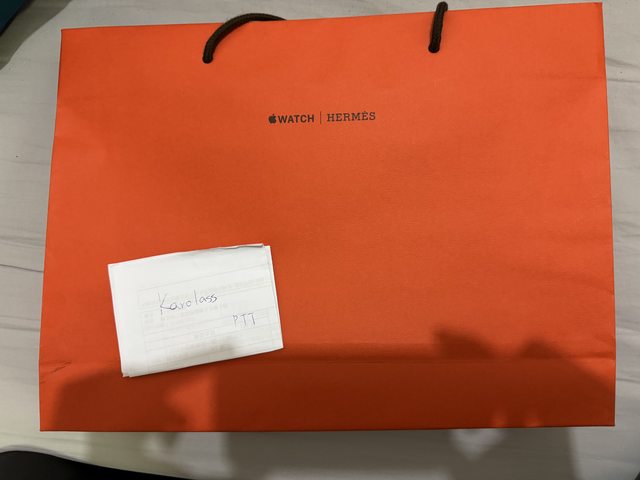 WATCH | HERMÈS
Karolass
PTT